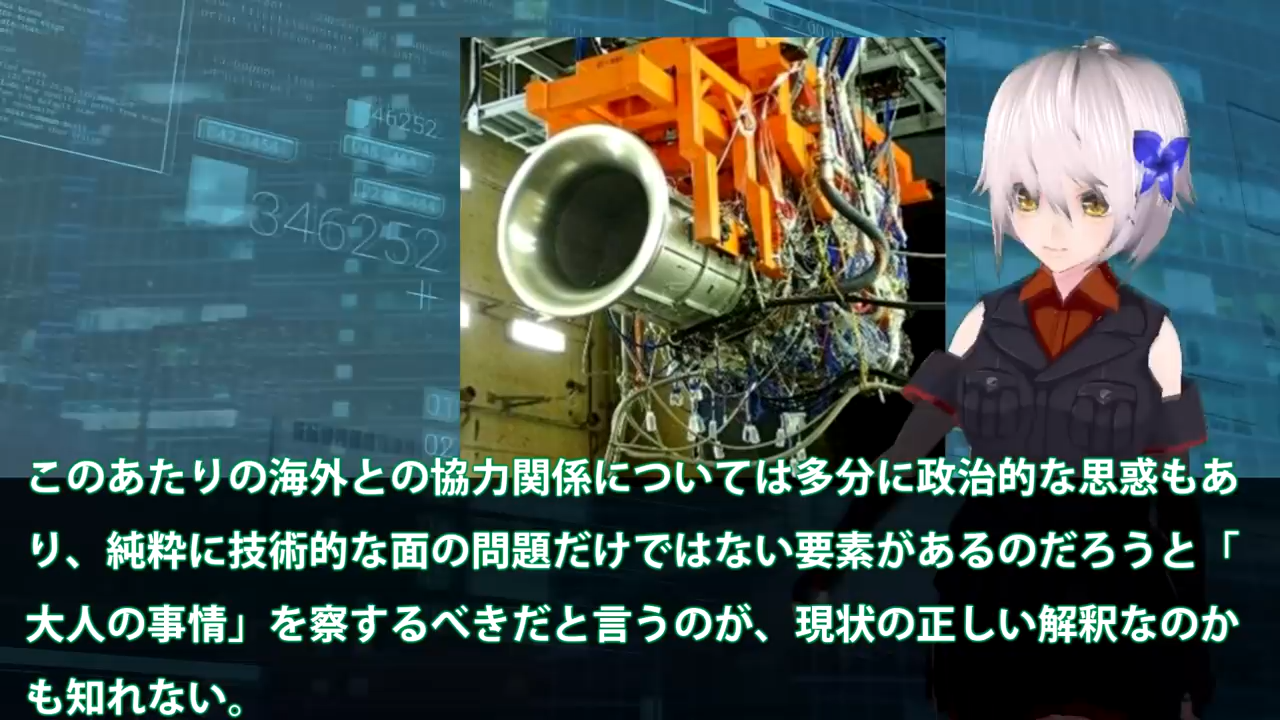 346252
46252
01
02
このあたりの海外との協力関係については多分に政治的な思惑もあ
り、純粋に技術的な面の問題だけではない要素があるのだろうと「
大人の事情」を察するべきだと言うのが、現状の正しい解釈なのか
も知れない。